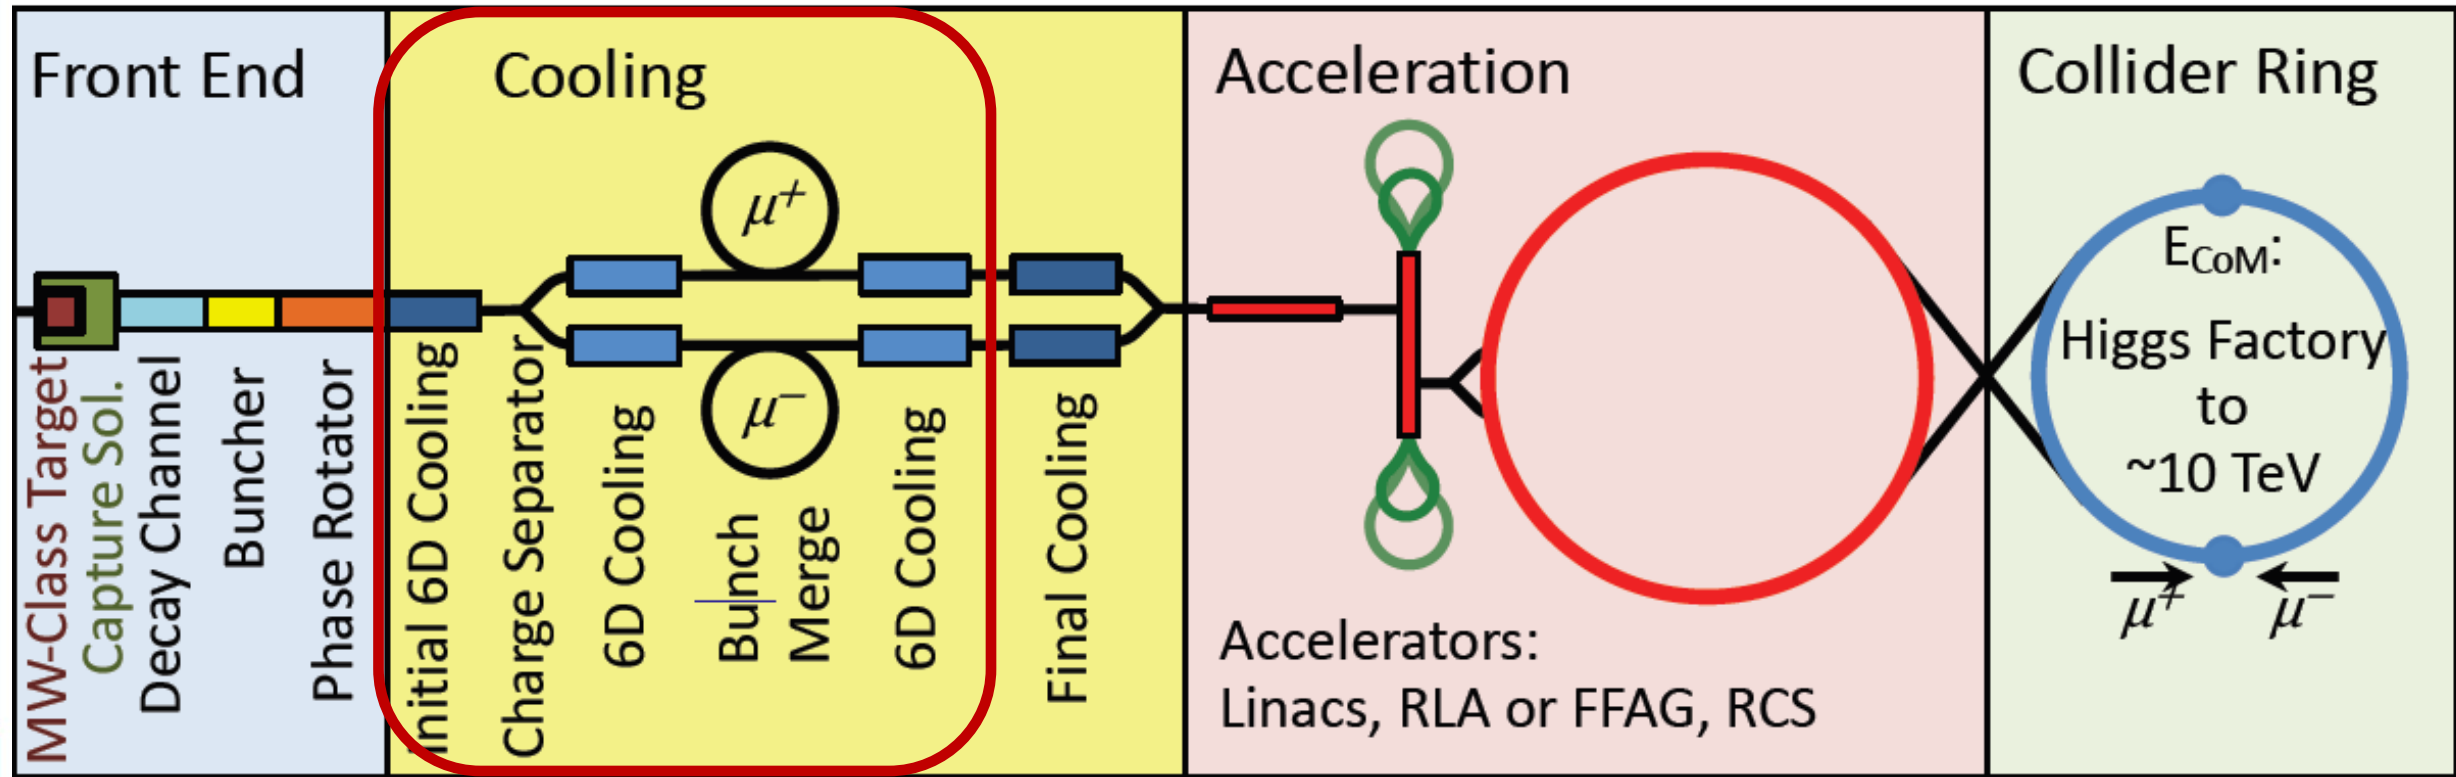 Front End
MW-Class Target
Capture Sol.
Decay Channel
Buncher
Phase Rotator
Cooling
μ+
μ−
Initial 6D Cooling
Charge Separator
6D Cooling
Bunch
Merge
6D Cooling
Final Cooling
Acceleration
Accelerators:
Linacs, RLA or FFAG, RCS
Collider Ring
ECoM:
Higgs Factory
to
~10 TeV
μ+ μ−